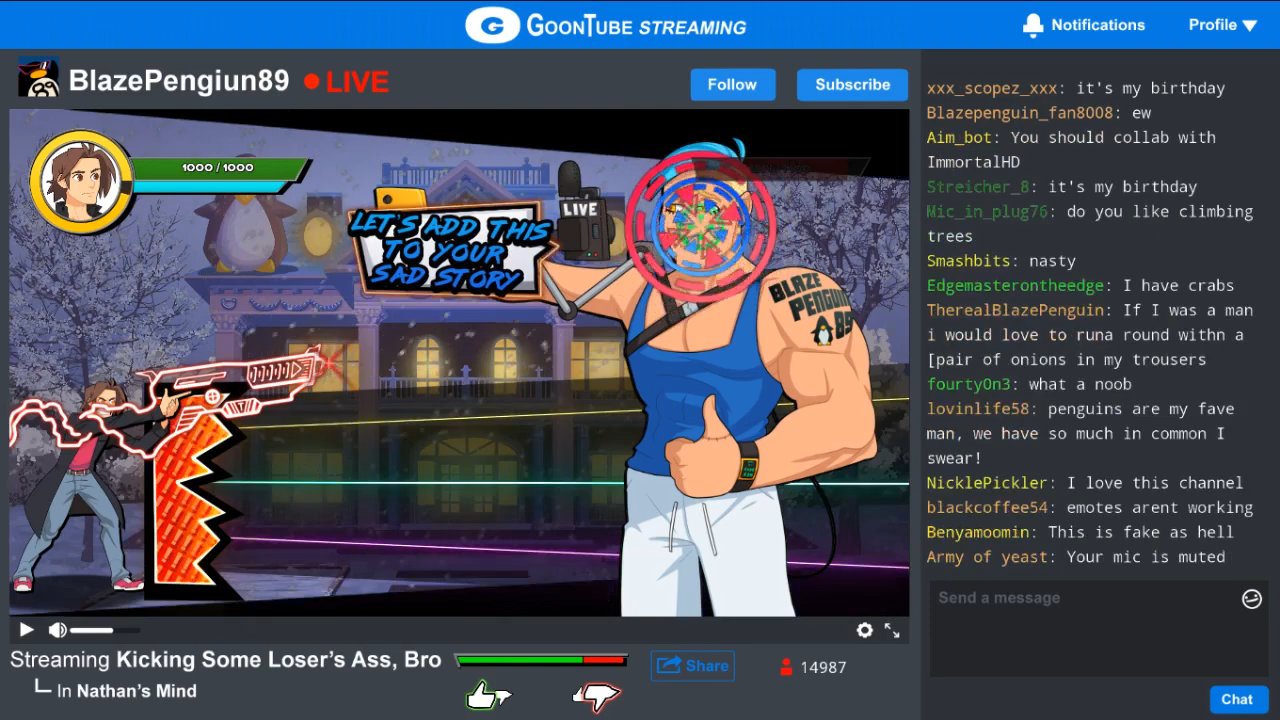 G GOONTUBE STREAMING
Notifications
Profile
BlazePengiun89 LIVE
Follow
Subscribe
1000 / 1000
LIVE
LET'S ADD THIS
TO YOUR
SAD STORY
BLAZE
PENGUIN
89
xxx_scopez_xxx: it's my birthday
Blazepenguin_fan8008: ew
Aim_bot: You should collab with
ImmortalHD
Streicher_8: it's my birthday
Mic_in_plug76: do you like climbing
trees
Smashbits: nasty
Edgemasterontheedge: I have crabs
TherealBlazePenguin: If I was a man
i would love to runa round withn a
[pair of onions in my trousers
fourty0n3: what a noob
lovinlife58: penguins are my fave
man, we have so much in common I
swear!
NicklePickler: I love this channel
blackcoffee54: emotes arent working
Benyamoomin: This is fake as hell
Army of yeast: Your mic is muted
Send a message
Chat
Streaming Kicking Some Loser's Ass, Bro
In Nathan's Mind
Share
14987